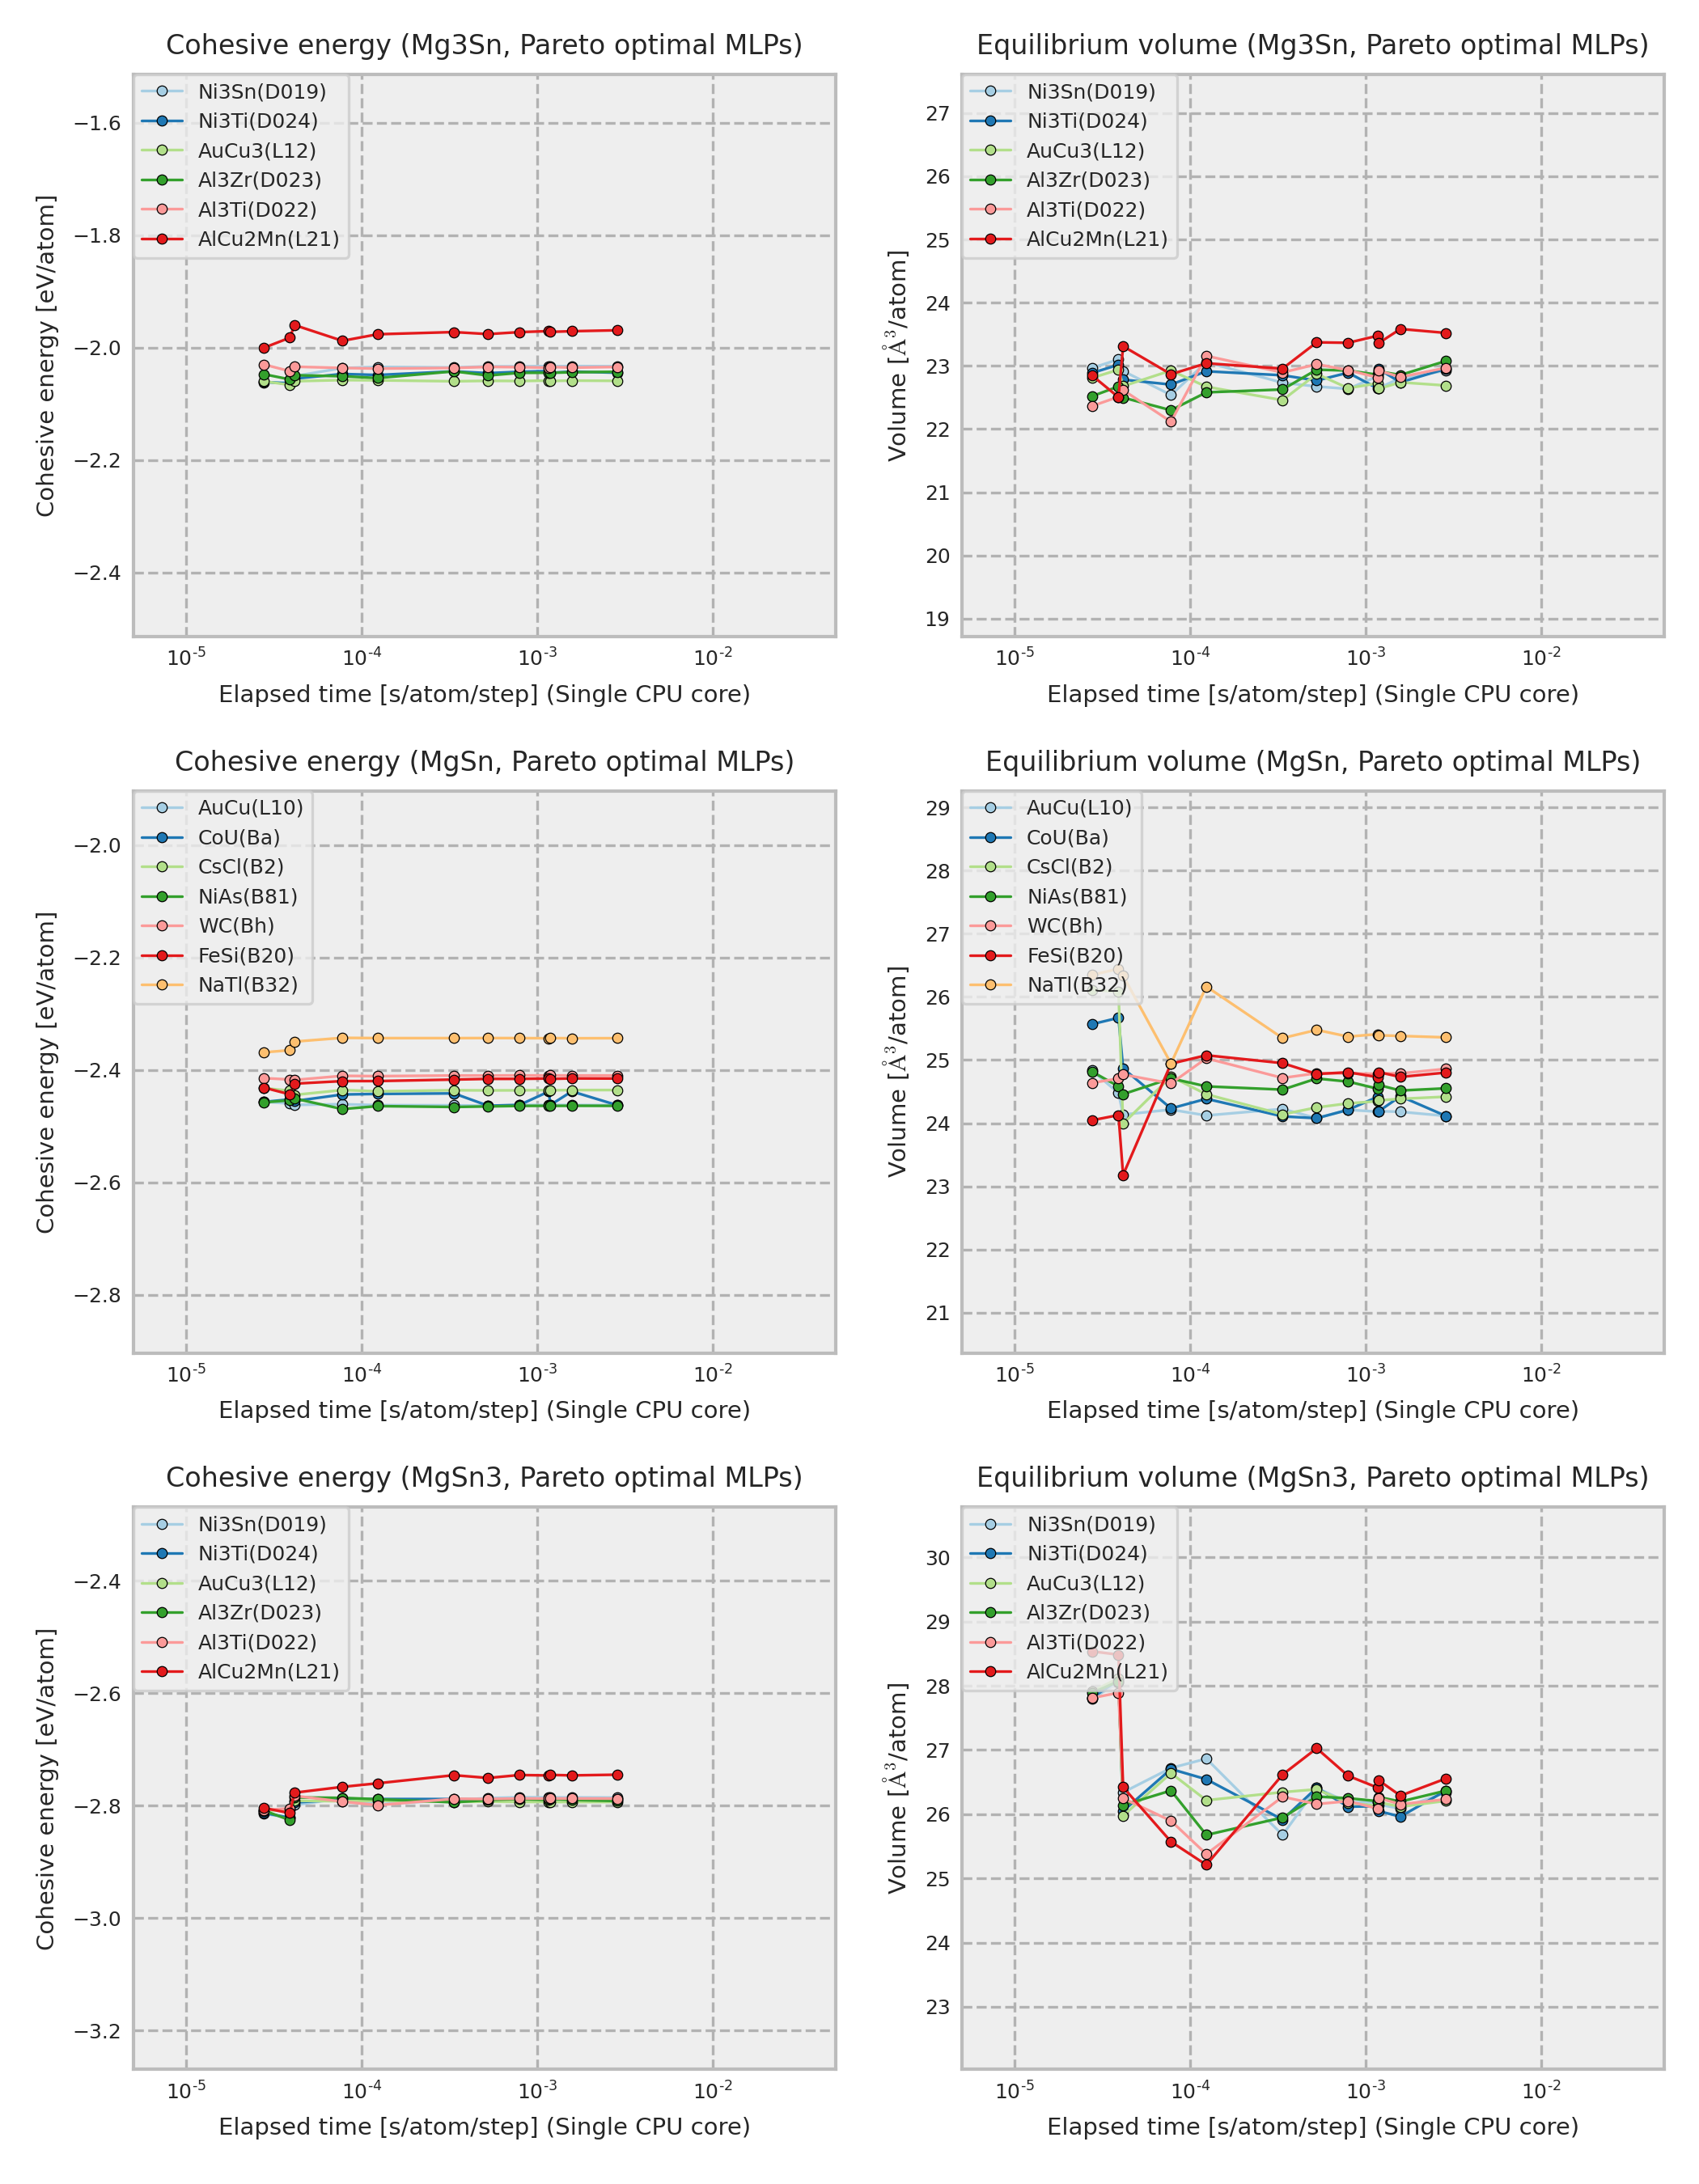 Cohesive energy (Mg3Sn, Pareto optimal MLPs)
Cohesive energy [eV/atom]
−1.6
−1.8
−2.0
−2.2
−2.4
Ni3Sn(D019)
Ni3Ti(D024)
AuCu3(L12)
Al3Zr(D023)
Al3Ti(D022)
AlCu2Mn(L21)
10-5 10-4 10-3 10-2
Elapsed time [s/atom/step] (Single CPU core)
Equilibrium volume (Mg3Sn, Pareto optimal MLPs)
Volume [Å3/atom]
27
26
25
24
23
22
21
20
19
Ni3Sn(D019)
Ni3Ti(D024)
AuCu3(L12)
Al3Zr(D023)
Al3Ti(D022)
AlCu2Mn(L21)
10-5 10-4 10-3 10-2
Elapsed time [s/atom/step] (Single CPU core)
Cohesive energy (MgSn, Pareto optimal MLPs)
Cohesive energy [eV/atom]
−2.0
−2.2
−2.4
−2.6
−2.8
AuCu(L10)
CoU(Ba)
CsCl(B2)
NiAs(B81)
WC(Bh)
FeSi(B20)
NaTl(B32)
10-5 10-4 10-3 10-2
Elapsed time [s/atom/step] (Single CPU core)
Equilibrium volume (MgSn, Pareto optimal MLPs)
Volume [Å3/atom]
29
28
27
26
25
24
23
22
21
AuCu(L10)
CoU(Ba)
CsCl(B2)
NiAs(B81)
WC(Bh)
FeSi(B20)
NaTl(B32)
10-5 10-4 10-3 10-2
Elapsed time [s/atom/step] (Single CPU core)
Cohesive energy (MgSn3, Pareto optimal MLPs)
Cohesive energy [eV/atom]
−2.4
−2.6
−2.8
−3.0
−3.2
Ni3Sn(D019)
Ni3Ti(D024)
AuCu3(L12)
Al3Zr(D023)
Al3Ti(D022)
AlCu2Mn(L21)
10-5 10-4 10-3 10-2
Elapsed time [s/atom/step] (Single CPU core)
Equilibrium volume (MgSn3, Pareto optimal MLPs)
Volume [Å3/atom]
30
29
28
27
26
25
24
23
Ni3Sn(D019)
Ni3Ti(D024)
AuCu3(L12)
Al3Zr(D023)
Al3Ti(D022)
AlCu2Mn(L21)
10-5 10-4 10-3 10-2
Elapsed time [s/atom/step] (Single CPU core)